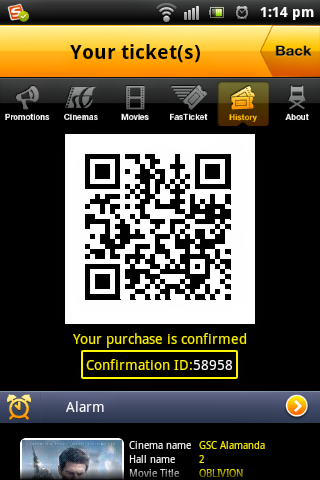 1:14 pm
Your ticket(s)
Back
Promotions Cinemas Movies FasTicket History About
Your purchase is confirmed
Confirmation ID:58958
Alarm
Cinema name GSC Alamanda
Hall name 2
Movie Title OBLIVION